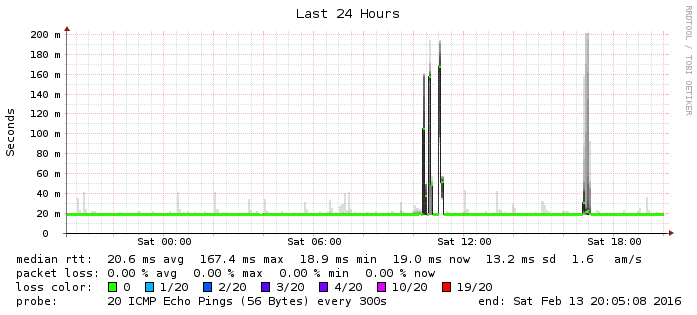 Last 24 Hours
RRDTOOL / TOBI OETIKER
Seconds
200 m
180 m
160 m
140 m
120 m
100 m
80 m
60 m
40 m
20 m
0
Sat 00:00 Sat 06:00 Sat 12:00 Sat 18:00
median rtt: 20.6 ms avg 167.4 ms max 18.9 ms min 19.0 ms now 13.2 ms sd 1.6 am/s
packet loss: 0.00 % avg 0.00 % max 0.00 % min 0.00 % now
loss color: 0 1/20 2/20 3/20 4/20 10/20 19/20
probe: 20 ICMP Echo Pings (56 Bytes) every 300s end: Sat Feb 13 20:05:08 2016